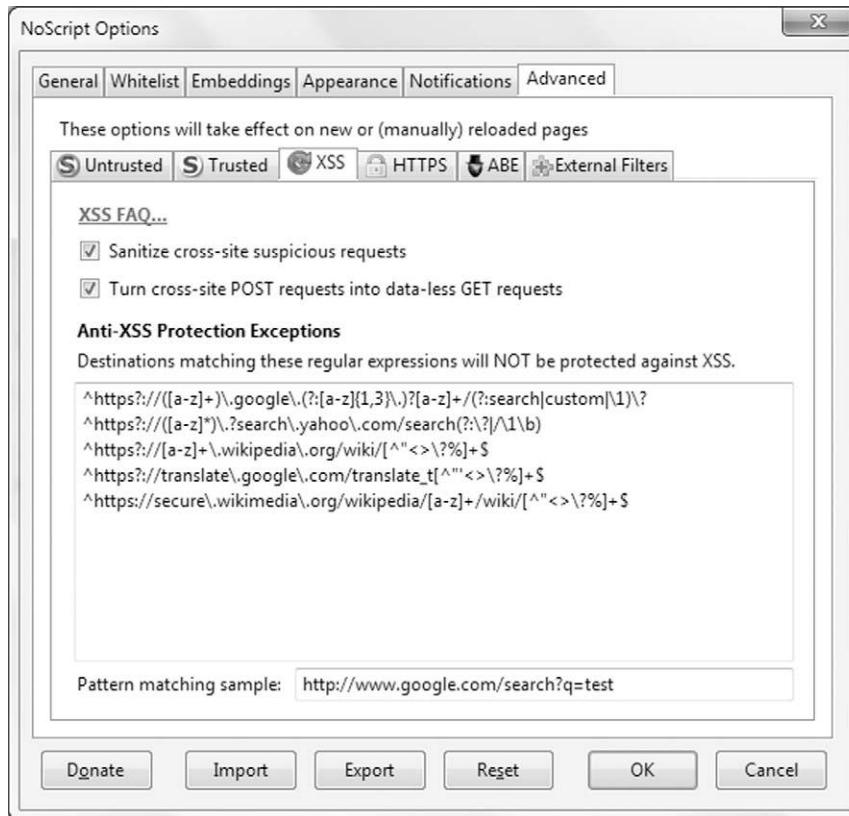 NoScript Options
General Whitelist Embeddings Appearance Notifications Advanced
These options will take effect on new or (manually) reloaded pages
Untrusted Trusted XSS HTTPS ABE External Filters
XSS FAQ...
Sanitize cross-site suspicious requests
Turn cross-site POST requests into data-less GET requests
Anti-XSS Protection Exceptions
Destinations matching these regular expressions will NOT be protected against XSS.
^https?://([a-z]+)\.google\.(?:[a-z]{1,3}\.)?[a-z]+/(?:search|custom|\1)\?
^https?://([a-z]*)\.?search\.yahoo\.com/search(?:\?|/\1\b)
^https?://[a-z]+\.wikipedia\.org/wiki/[^"<>\?%]+$
^https?://translate\.google\.com/translate_t[^"'<>\?%]+$
^https://secure\.wikimedia\.org/wikipedia/[a-z]+/wiki/[^"<>\?%]+$
Pattern matching sample: http://www.google.com/search?q=test
Donate Import Export Reset OK Cancel